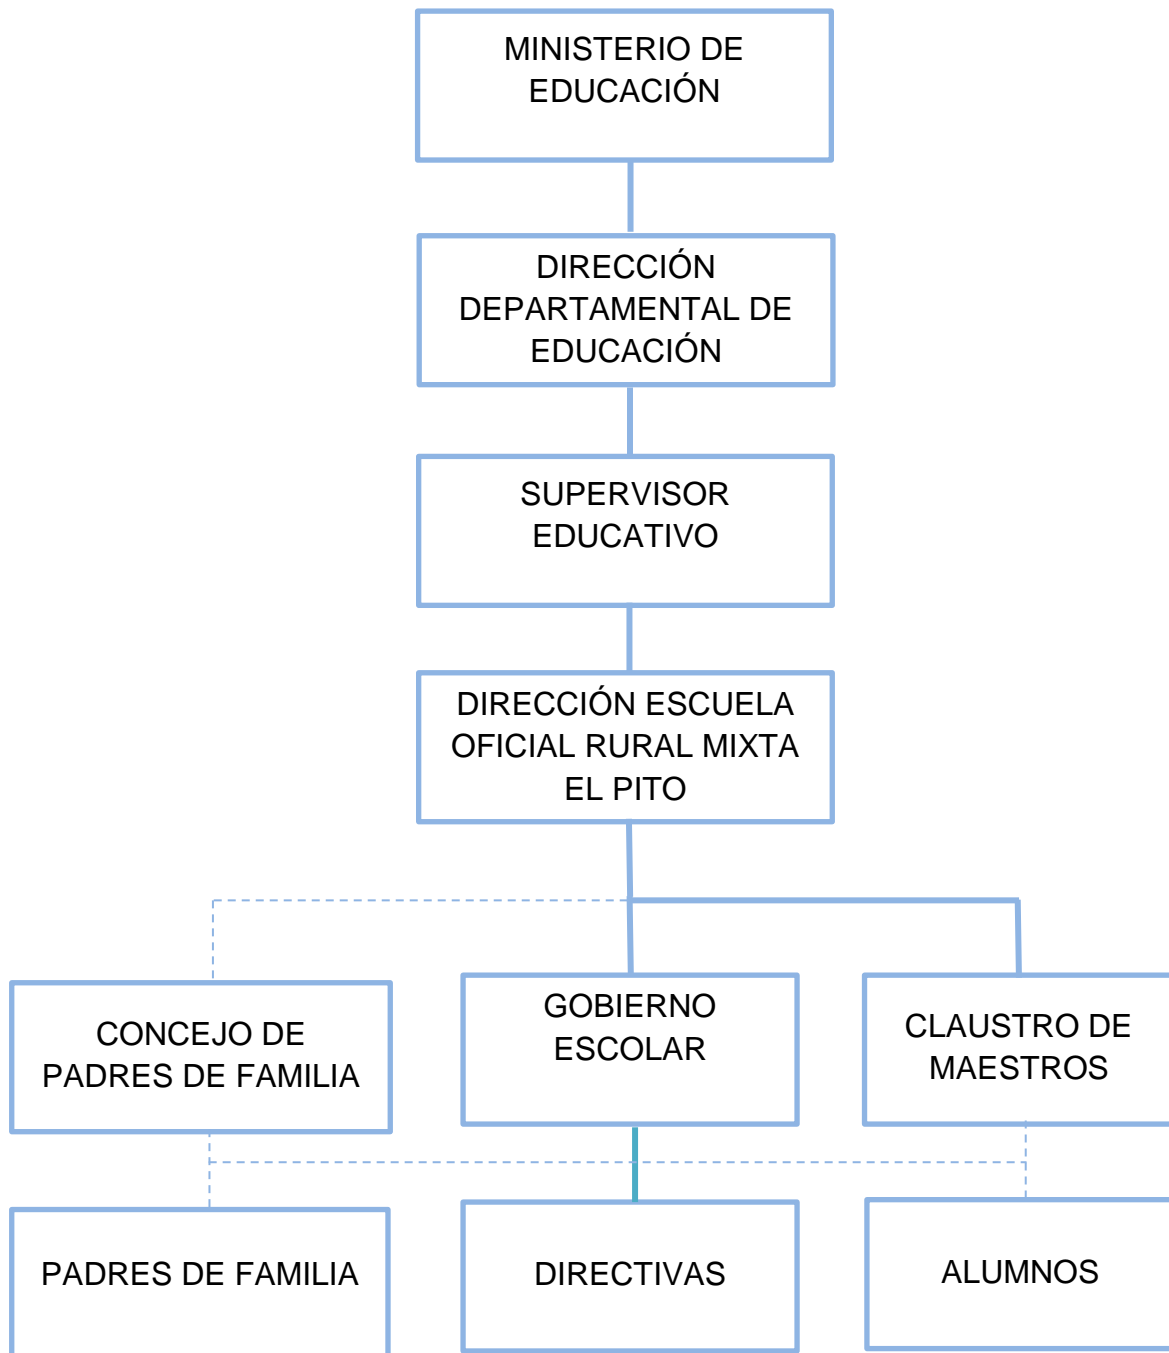 MINISTERIO DE
EDUCACIÓN
DIRECCIÓN
DEPARTAMENTAL DE
EDUCACIÓN
SUPERVISOR
EDUCATIVO
DIRECCIÓN ESCUELA
OFICIAL RURAL MIXTA
EL PITO
CONCEJO DE
PADRES DE FAMILIA
GOBIERNO
ESCOLAR
CLAUSTRO DE
MAESTROS
PADRES DE FAMILIA
DIRECTIVAS
ALUMNOS